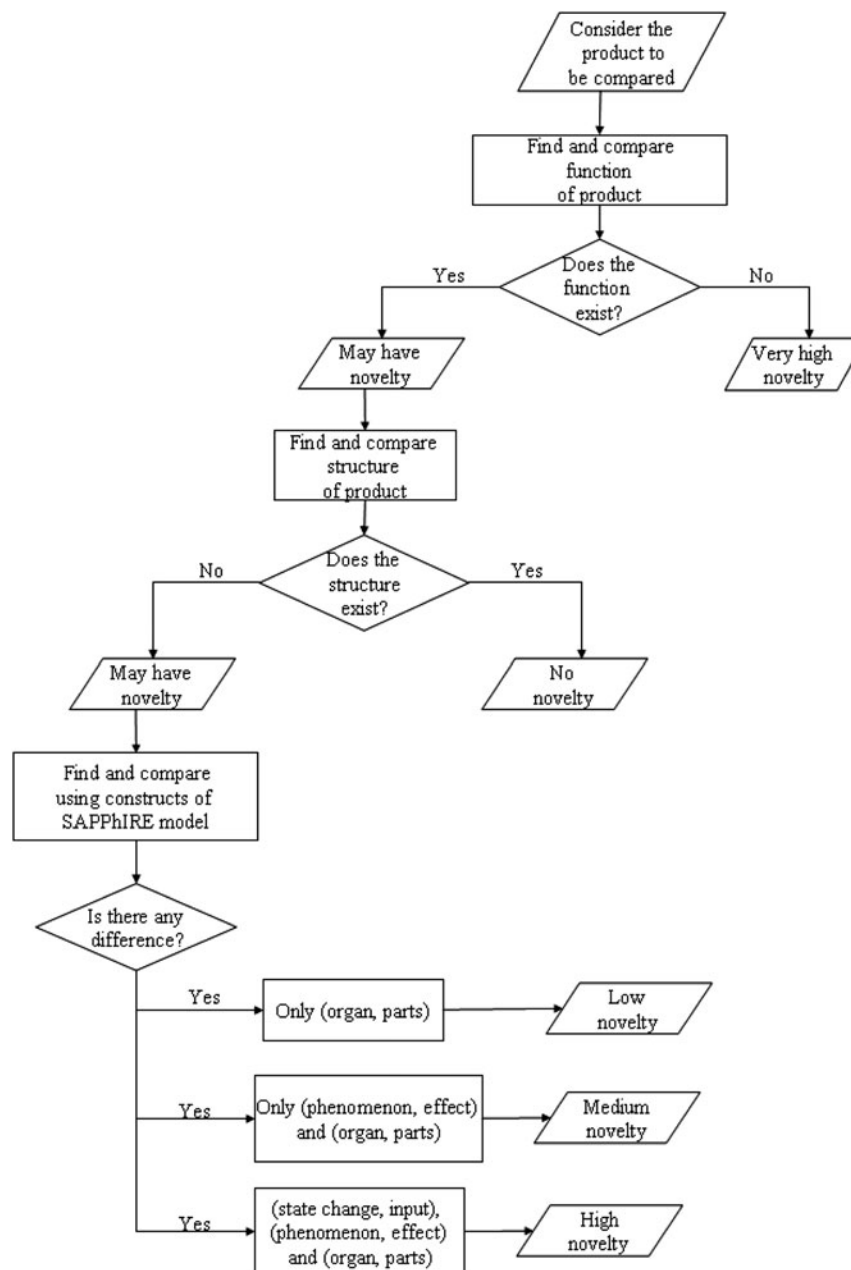 Consider the
product to
be compared
Find and compare
function
of product
Does the
function
exist?
Yes
No
May have
novelty
Very high
novelty
Find and compare
structure
of product
Does the
structure
exist?
No
Yes
May have
novelty
No
novelty
Find and compare
using constructs of
SAPPhIRE model
Is there any
difference?
Yes
Only (organ, parts)
Low
novelty
Yes
Only (phenomenon, effect)
and (organ, parts)
Medium
novelty
Yes
(state change, input),
(phenomenon, effect)
and (organ, parts)
High
novelty